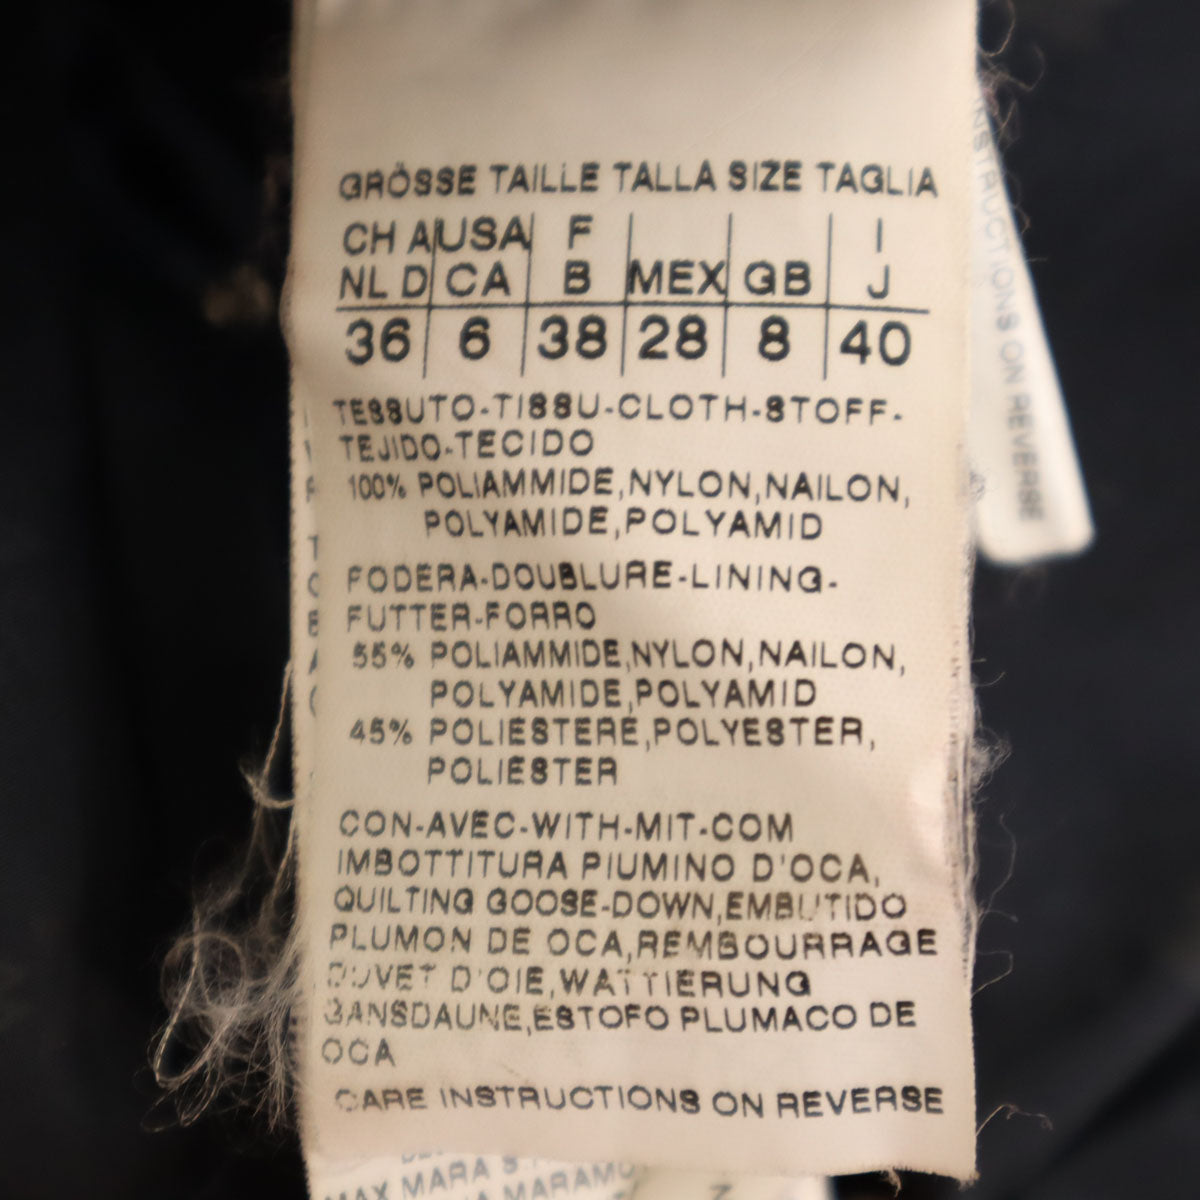 GRÖSSE TAILLE TALLA SIZE TAGLIA
CH A USA F I
NL D CA B MEX GB J
36 6 38 28 8 40
TESSUTO-TISSU-CLOTH-STOFF-
TEJIDO-TECIDO
100% POLIAMMIDE,NYLON,NAILON,
POLYAMIDE,POLYAMID
FODERA-DOUBLURE-LINING-
FUTTER-FORRO
55% POLIAMMIDE,NYLON,NAILON,
POLYAMIDE,POLYAMID
45% POLIESTERE,POLYESTER,
POLIESTER
CON-AVEC-WITH-MIT-COM
IMBOTTITURA PIUMINO D'OCA,
QUILTING GOOSE-DOWN,EMBUTIDO
PLUMON DE OCA,REMBOURRAGE
DUVET D'OIE,WATTIERUNG
GANSDAUNE,ESTOFO PLUMACO DE
OCA
CARE INSTRUCTIONS ON REVERSE
INSTRUCTIONS ON REVERSE
MAX MARA